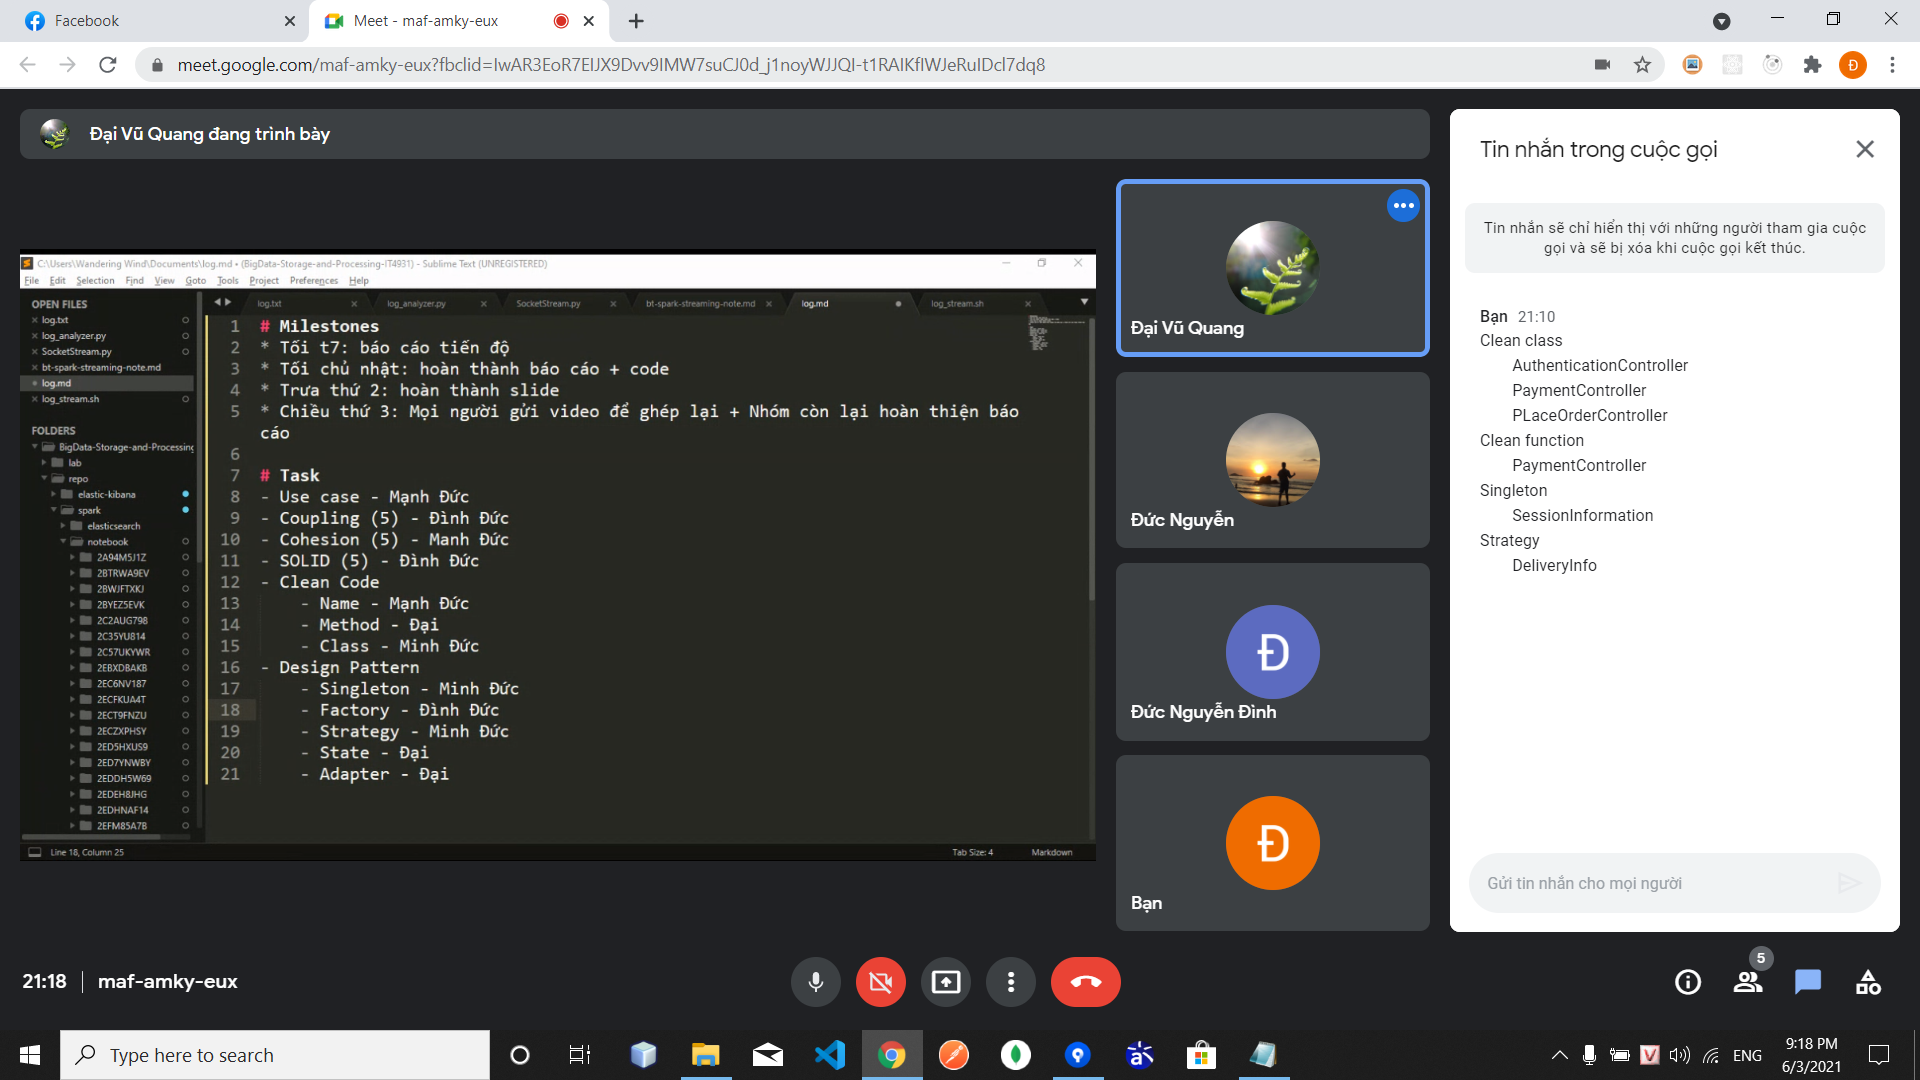 Facebook
Meet - maf-amky-eux
meet.google.com/maf-amky-eux?fbclid=IwAR3EoR7EIJX9Dvv9IMW7suCJ0d_j1noyWJJQI-t1RAIKfIWJeRuIDcl7dq8
Đ
Đại Vũ Quang đang trình bày
C:\Users\Wandering Wind\Documents\log.md • (BigData-Storage-and-Processing-IT4931) - Sublime Text (UNREGISTERED)
File Edit Selection Find View Goto Tools Project Preferences Help
OPEN FILES
log.txt
log_analyzer.py
SocketStream.py
bt-spark-streaming-note.md
log.md
log_stream.sh
FOLDERS
BigData-Storage-and-Processing
lab
repo
elastic-kibana
spark
elasticsearch
notebook
2A94M5J1Z
2BTRWA9EV
2BWJFTXKJ
2BYEZ5EVK
2C2AUG798
2C35YU814
2C57UKYWR
2EBXDBAKB
2EC6NV187
2ECFKUA4T
2ECT9FNZU
2ECZXPHSY
2ED5HXUS9
2ED7YNWBY
2EDDH5W69
2EDEH8JHG
2EDHNAF14
2EFM85A7B
log.txt log_analyzer.py SocketStream.py bt-spark-streaming-note.md log.md log_stream.sh
1 # Milestones
2 * Tối t7: báo cáo tiến độ
3 * Tối chủ nhật: hoàn thành báo cáo + code
4 * Trưa thứ 2: hoàn thành slide
5 * Chiều thứ 3: Mọi người gửi video để ghép lại + Nhóm còn lại hoàn thiện báo
cáo
6
7 # Task
8 - Use case - Mạnh Đức
9 - Coupling (5) - Đình Đức
10 - Cohesion (5) - Manh Đức
11 - SOLID (5) - Đình Đức
12 - Clean Code
13 - Name - Mạnh Đức
14 - Method - Đại
15 - Class - Minh Đức
16 - Design Pattern
17 - Singleton - Minh Đức
18 - Factory - Đình Đức
19 - Strategy - Minh Đức
20 - State - Đại
21 - Adapter - Đại
Line 18, Column 25
Tab Size: 4
Markdown
Đại Vũ Quang
Đức Nguyễn
Đ
Đức Nguyễn Đình
Đ
Bạn
Tin nhắn trong cuộc gọi
Tin nhắn sẽ chỉ hiển thị với những người tham gia cuộc
gọi và sẽ bị xóa khi cuộc gọi kết thúc.
Bạn 21:10
Clean class
AuthenticationController
PaymentController
PLaceOrderController
Clean function
PaymentController
Singleton
SessionInformation
Strategy
DeliveryInfo
Gửi tin nhắn cho mọi người
21:18 maf-amky-eux
5
Type here to search
ENG
9:18 PM
6/3/2021